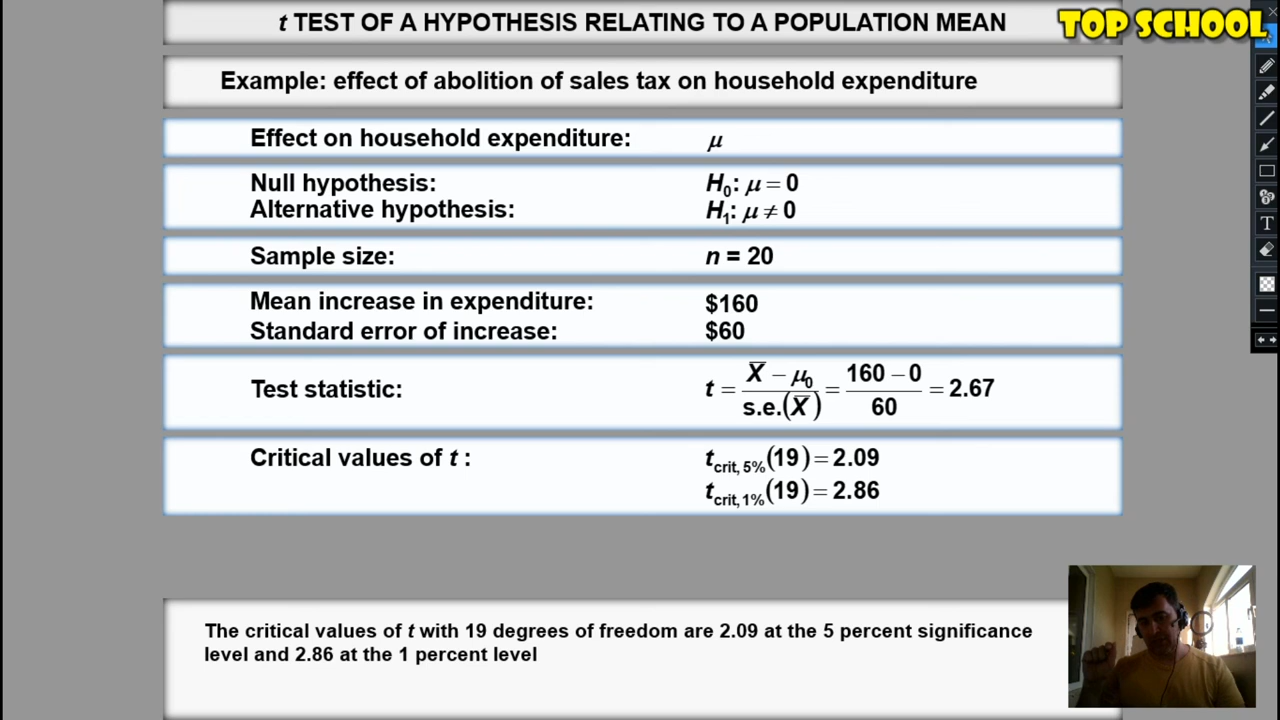 t TEST OF A HYPOTHESIS RELATING TO A POPULATION MEAN
TOP SCHOOL
Example: effect of abolition of sales tax on household expenditure
Effect on household expenditure: μ
Null hypothesis: H₀: μ = 0
Alternative hypothesis: H₁: μ ≠ 0
Sample size: n = 20
Mean increase in expenditure: $160
Standard error of increase: $60
Test statistic: t = (X̅ − μ₀) / s.e.(X̅) = (160 − 0) / 60 = 2.67
Critical values of t : t crit, 5% (19) = 2.09
t crit, 1% (19) = 2.86
The critical values of t with 19 degrees of freedom are 2.09 at the 5 percent significance
level and 2.86 at the 1 percent level